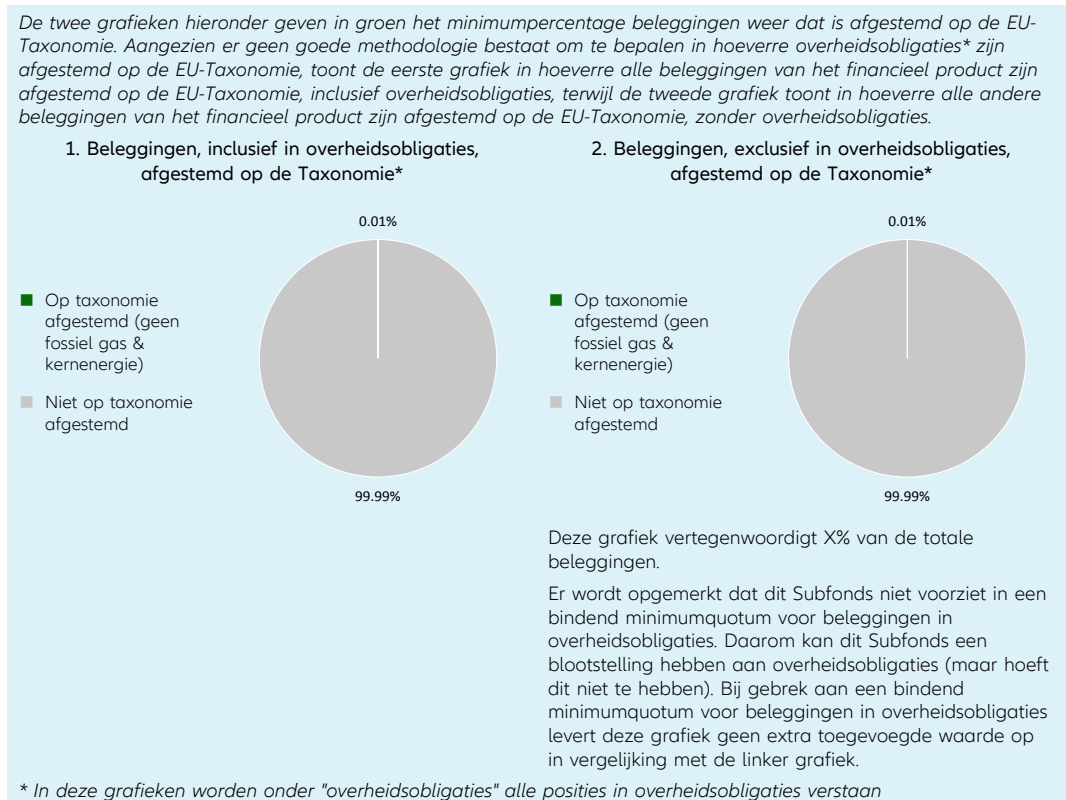 De twee grafieken hieronder geven in groen het minimumpercentage beleggingen weer dat is afgestemd op de EU-
Taxonomie. Aangezien er geen goede methodologie bestaat om te bepalen in hoeverre overheidsobligaties* zijn
afgestemd op de EU-Taxonomie, toont de eerste grafiek in hoeverre alle beleggingen van het financieel product zijn
afgestemd op de EU-Taxonomie, inclusief overheidsobligaties, terwijl de tweede grafiek toont in hoeverre alle andere
beleggingen van het financieel product zijn afgestemd op de EU-Taxonomie, zonder overheidsobligaties.
1. Beleggingen, inclusief in overheidsobligaties,
afgestemd op de Taxonomie*
0.01%
Op taxonomie
afgestemd (geen
fossiel gas &
kernenergie)
Niet op taxonomie
afgestemd
99.99%
2. Beleggingen, exclusief in overheidsobligaties,
afgestemd op de Taxonomie*
0.01%
Op taxonomie
afgestemd (geen
fossiel gas &
kernenergie)
Niet op taxonomie
afgestemd
99.99%
Deze grafiek vertegenwoordigt X% van de totale
beleggingen.
Er wordt opgemerkt dat dit Subfonds niet voorziet in een
bindend minimumquotum voor beleggingen in
overheidsobligaties. Daarom kan dit Subfonds een
blootstelling hebben aan overheidsobligaties (maar hoeft
dit niet te hebben). Bij gebrek aan een bindend
minimumquotum voor beleggingen in overheidsobligaties
levert deze grafiek geen extra toegevoegde waarde op
in vergelijking met de linker grafiek.
* In deze grafieken worden onder "overheidsobligaties" alle posities in overheidsobligaties verstaan